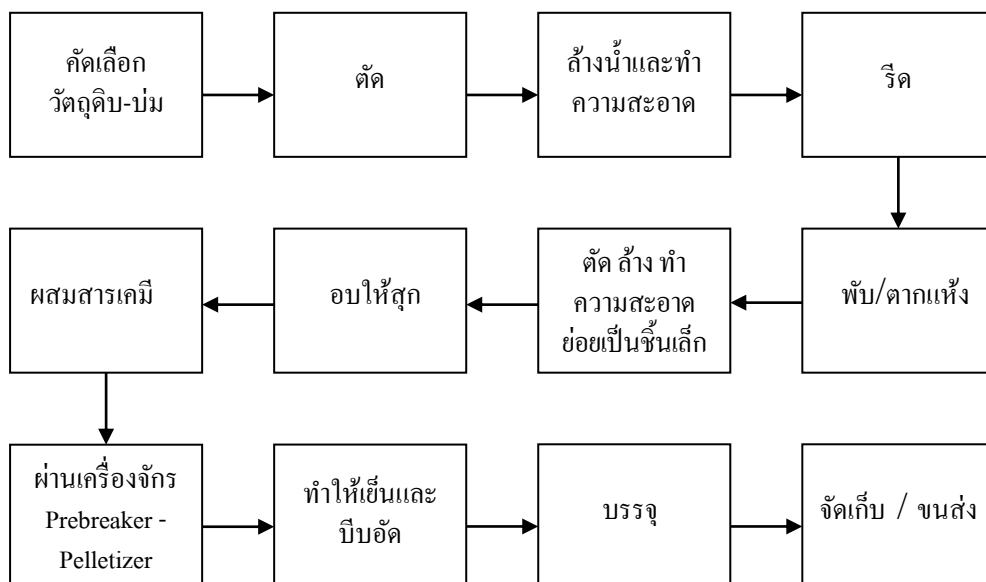 คัดเลือก
วัตถุดิบ-บ่ม
ตัด
ล้างน้ำและทำ
ความสะอาด
รีด
ผสมสารเคมี
อบให้สุก
ตัด ล้าง ทำ
ความสะอาด
ย่อยเป็นชิ้นเล็ก
พับ/ตากแห้ง
ผ่านเครื่องจักร
Prebreaker -
Pelletizer
ทำให้เย็นและ
บีบอัด
บรรจุ
จัดเก็บ / ขนส่ง